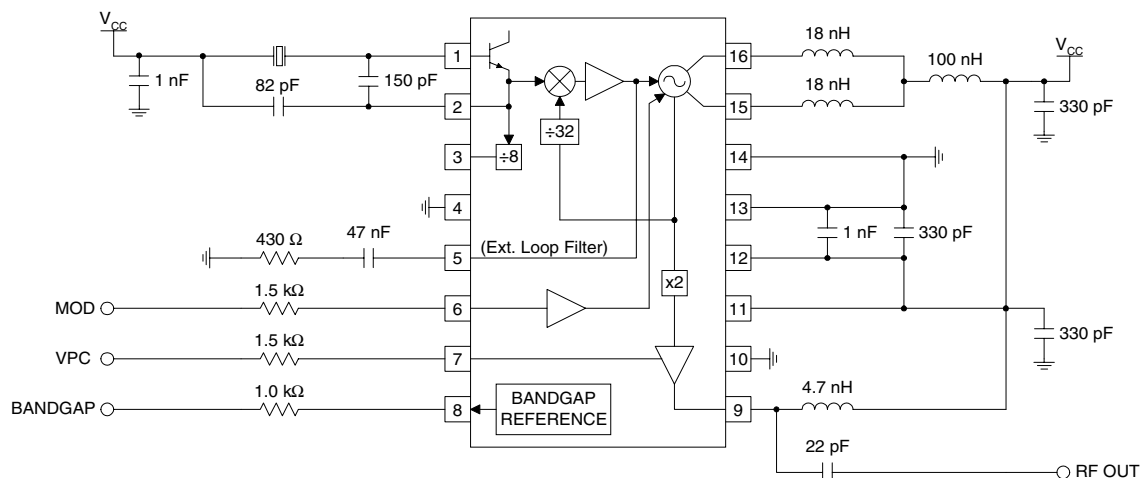 V_CC
1 nF
82 pF
150 pF
1
2
3
4
5
6
7
8
÷8
÷32
(Ext. Loop Filter)
x2
BANDGAP
REFERENCE
430 Ω
47 nF
MOD
1.5 kΩ
VPC
1.5 kΩ
BANDGAP
1.0 kΩ
16
15
14
13
12
11
10
9
18 nH
18 nH
100 nH
V_CC
330 pF
1 nF
330 pF
330 pF
4.7 nH
22 pF
RF OUT